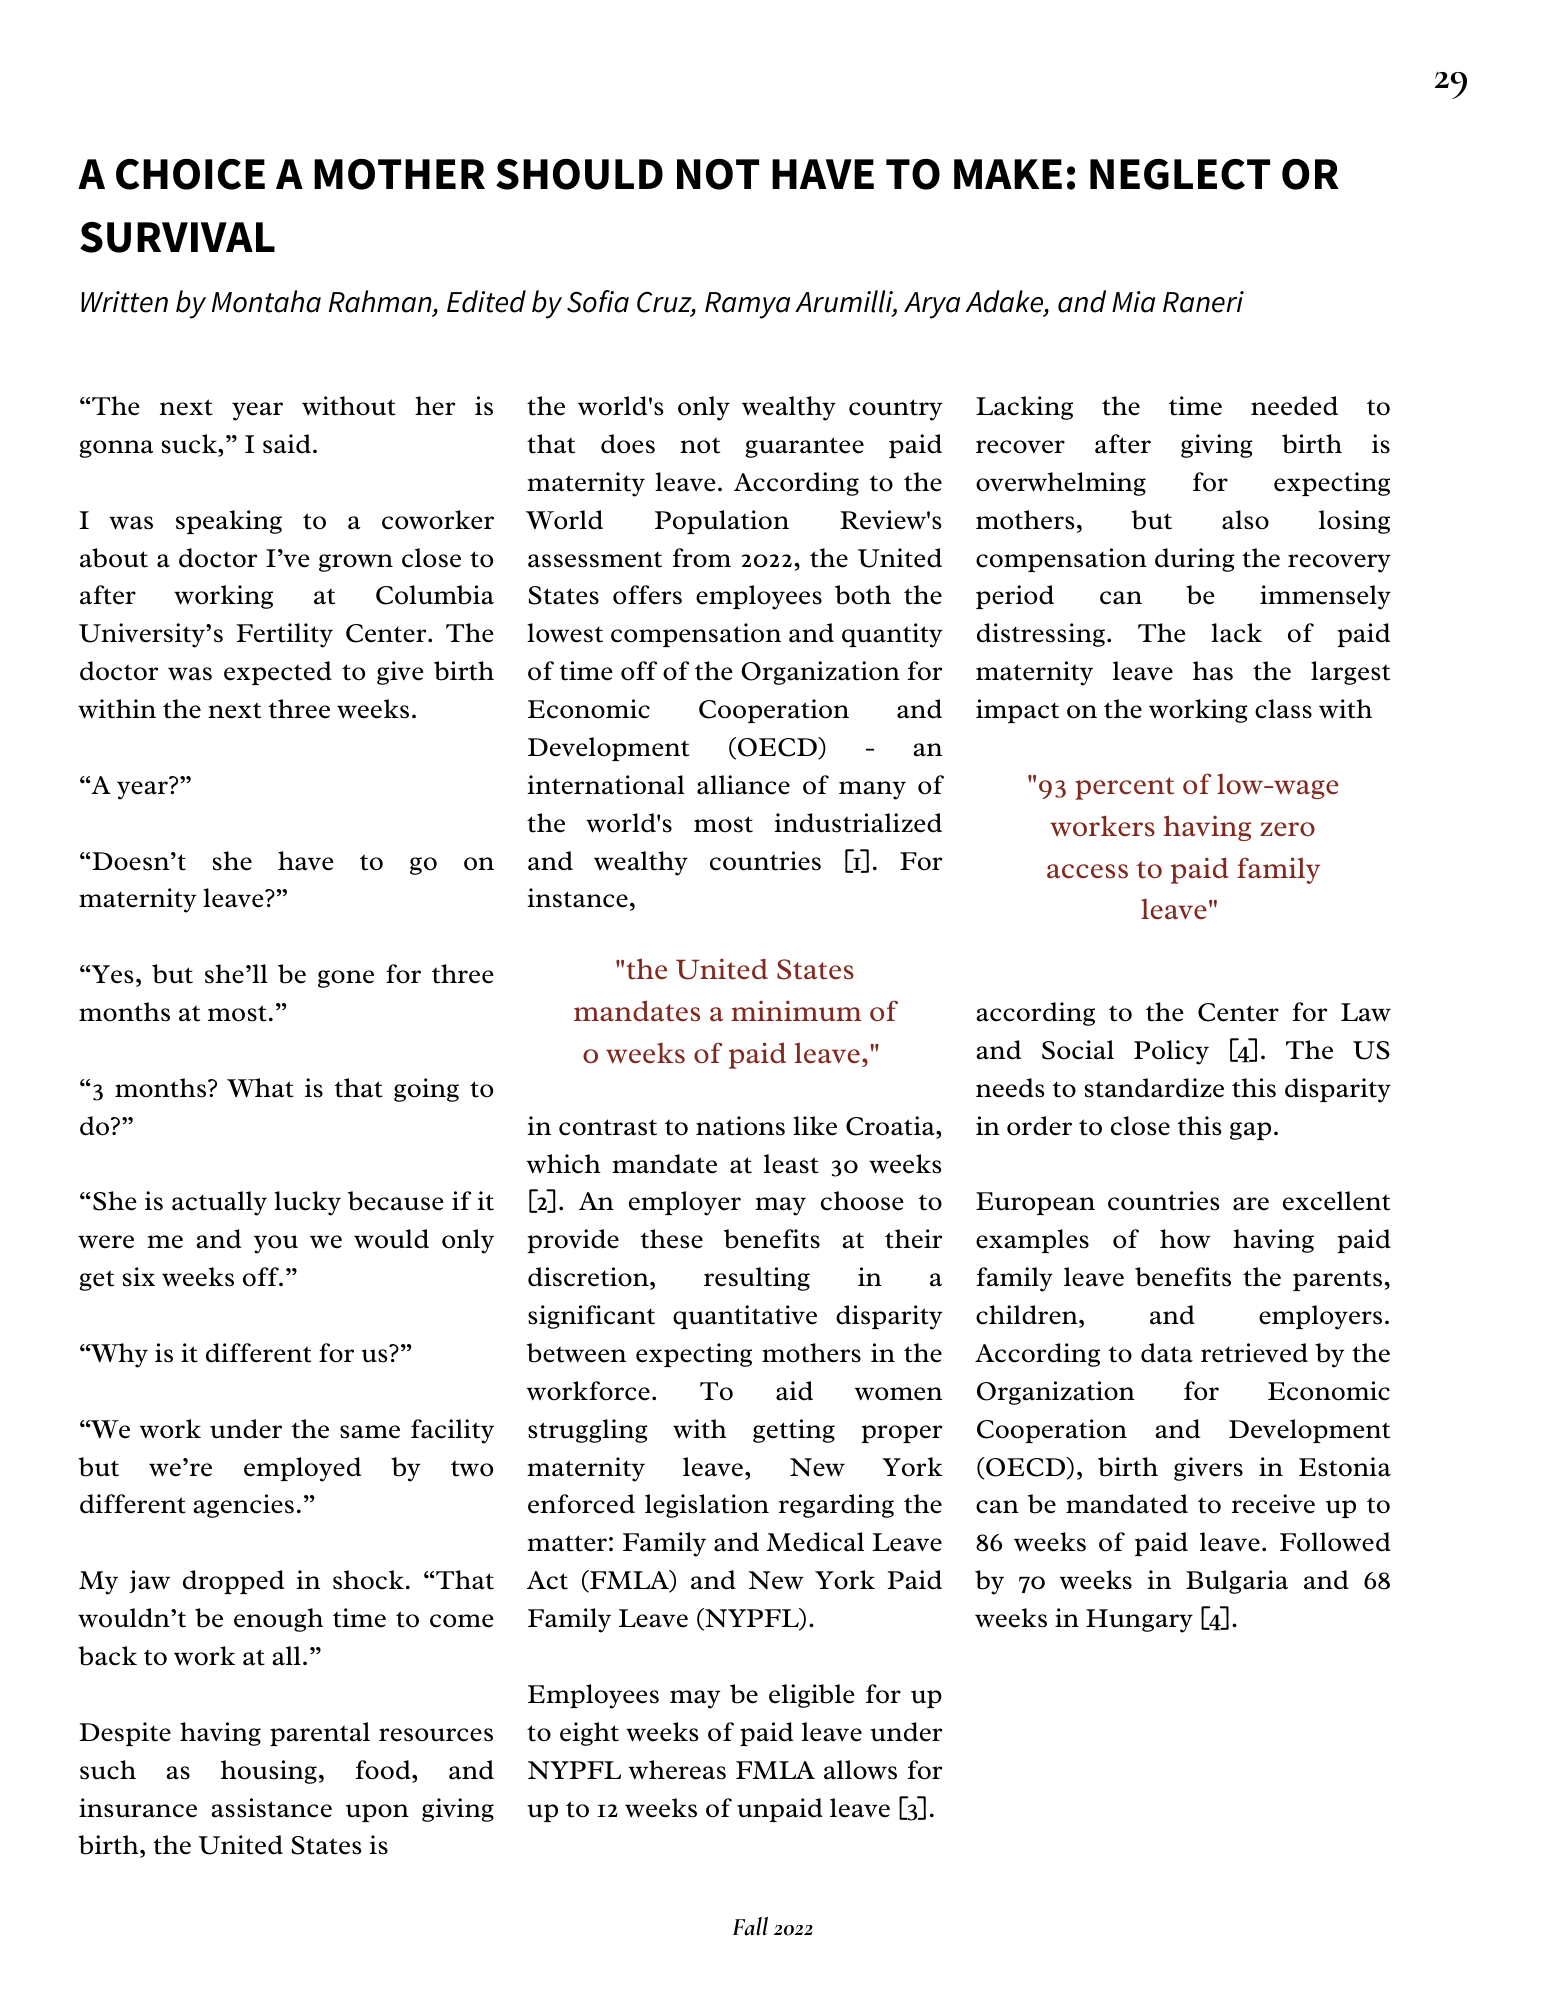 29
A CHOICE A MOTHER SHOULD NOT HAVE TO MAKE: NEGLECT OR
SURVIVAL
Written by Montaha Rahman, Edited by Sofia Cruz, Ramya Arumilli, Arya Adake, and Mia Raneri
“The next year without her is
gonna suck,” I said.
I was speaking to a coworker
about a doctor I’ve grown close to
after working at Columbia
University’s Fertility Center. The
doctor was expected to give birth
within the next three weeks.
“A year?”
“Doesn’t she have to go on
maternity leave?”
“Yes, but she’ll be gone for three
months at most.”
“3 months? What is that going to
do?”
“She is actually lucky because if it
were me and you we would only
get six weeks off.”
“Why is it different for us?”
“We work under the same facility
but we’re employed by two
different agencies.”
My jaw dropped in shock. “That
wouldn’t be enough time to come
back to work at all.”
Despite having parental resources
such as housing, food, and
insurance assistance upon giving
birth, the United States is
the world's only wealthy country
that does not guarantee paid
maternity leave. According to the
World Population Review's
assessment from 2022, the United
States offers employees both the
lowest compensation and quantity
of time off of the Organization for
Economic Cooperation and
Development (OECD) - an
international alliance of many of
the world's most industrialized
and wealthy countries [1]. For
instance,
"the United States
mandates a minimum of
0 weeks of paid leave,"
in contrast to nations like Croatia,
which mandate at least 30 weeks
[2]. An employer may choose to
provide these benefits at their
discretion, resulting in a
significant quantitative disparity
between expecting mothers in the
workforce. To aid women
struggling with getting proper
maternity leave, New York
enforced legislation regarding the
matter: Family and Medical Leave
Act (FMLA) and New York Paid
Family Leave (NYPFL).
Employees may be eligible for up
to eight weeks of paid leave under
NYPFL whereas FMLA allows for
up to 12 weeks of unpaid leave [3].
Lacking the time needed to
recover after giving birth is
overwhelming for expecting
mothers, but also losing
compensation during the recovery
period can be immensely
distressing. The lack of paid
maternity leave has the largest
impact on the working class with
"93 percent of low-wage
workers having zero
access to paid family
leave"
according to the Center for Law
and Social Policy [4]. The US
needs to standardize this disparity
in order to close this gap.
European countries are excellent
examples of how having paid
family leave benefits the parents,
children, and employers.
According to data retrieved by the
Organization for Economic
Cooperation and Development
(OECD), birth givers in Estonia
can be mandated to receive up to
86 weeks of paid leave. Followed
by 70 weeks in Bulgaria and 68
weeks in Hungary [4].
Fall 2022